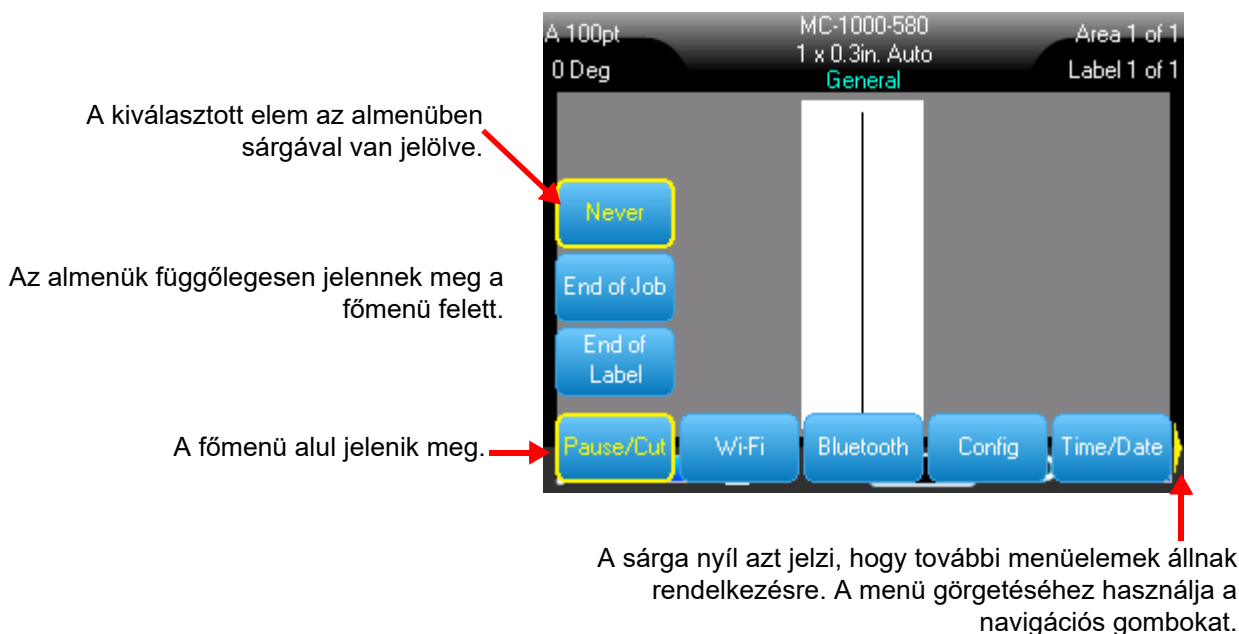 A 100pt
MC-1000-580
Area 1 of 1
1 x 0.3in. Auto
0 Deg
General
Label 1 of 1
A kiválasztott elem az almenüben
sárgával van jelölve.
Never
Az almenük függőlegesen jelennek meg a
főmenü felett.
End of Job
End of
Label
A főmenü alul jelenik meg.
Pause/Cut
Wi-Fi
Bluetooth
Config
Time/Date
A sárga nyíl azt jelzi, hogy további menüelemek állnak
rendelkezésre. A menü görgetéséhez használja a
navigációs gombokat.